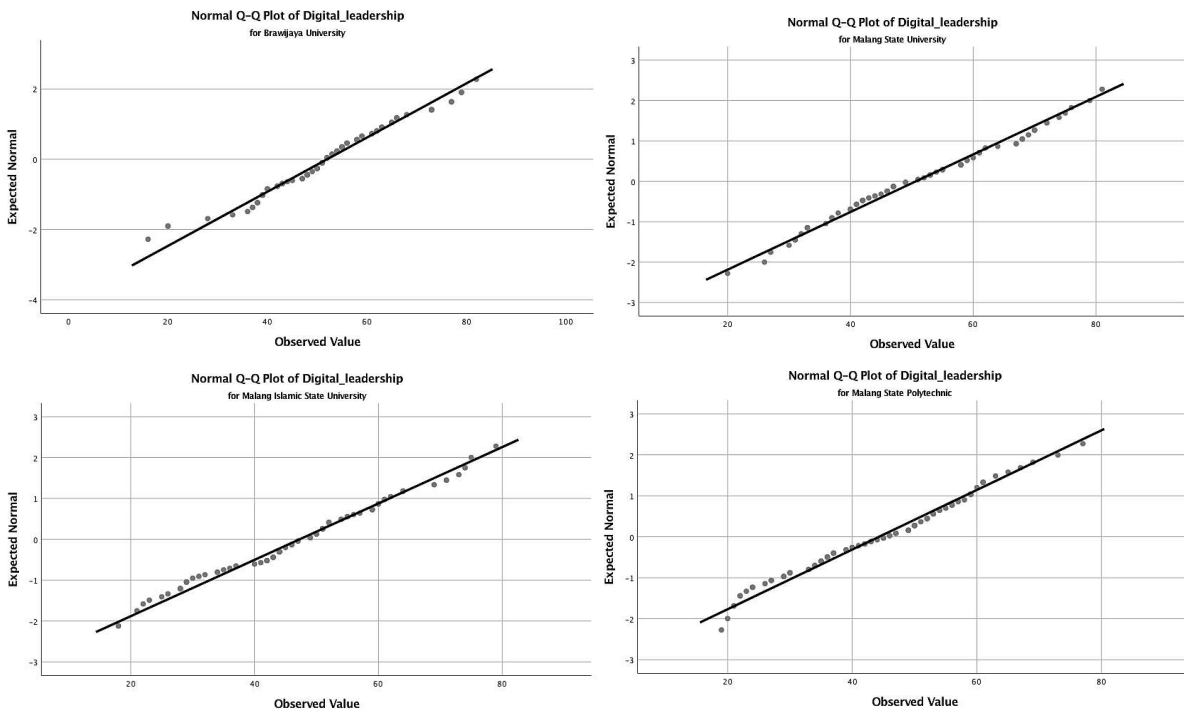 Normal Q-Q Plot of Digital_leadership
for Brawijaya University
2
0
-2
-4
0 20 40 60 80 100
Expected Normal
Observed Value
Normal Q-Q Plot of Digital_leadership
for Malang State University
3
2
1
0
-1
-2
-3
20 40 60 80
Expected Normal
Observed Value
Normal Q-Q Plot of Digital_leadership
for Malang Islamic State University
3
2
1
0
-1
-2
-3
20 40 60 80
Expected Normal
Observed Value
Normal Q-Q Plot of Digital_leadership
for Malang State Polytechnic
3
2
1
0
-1
-2
-3
20 40 60 80
Expected Normal
Observed Value